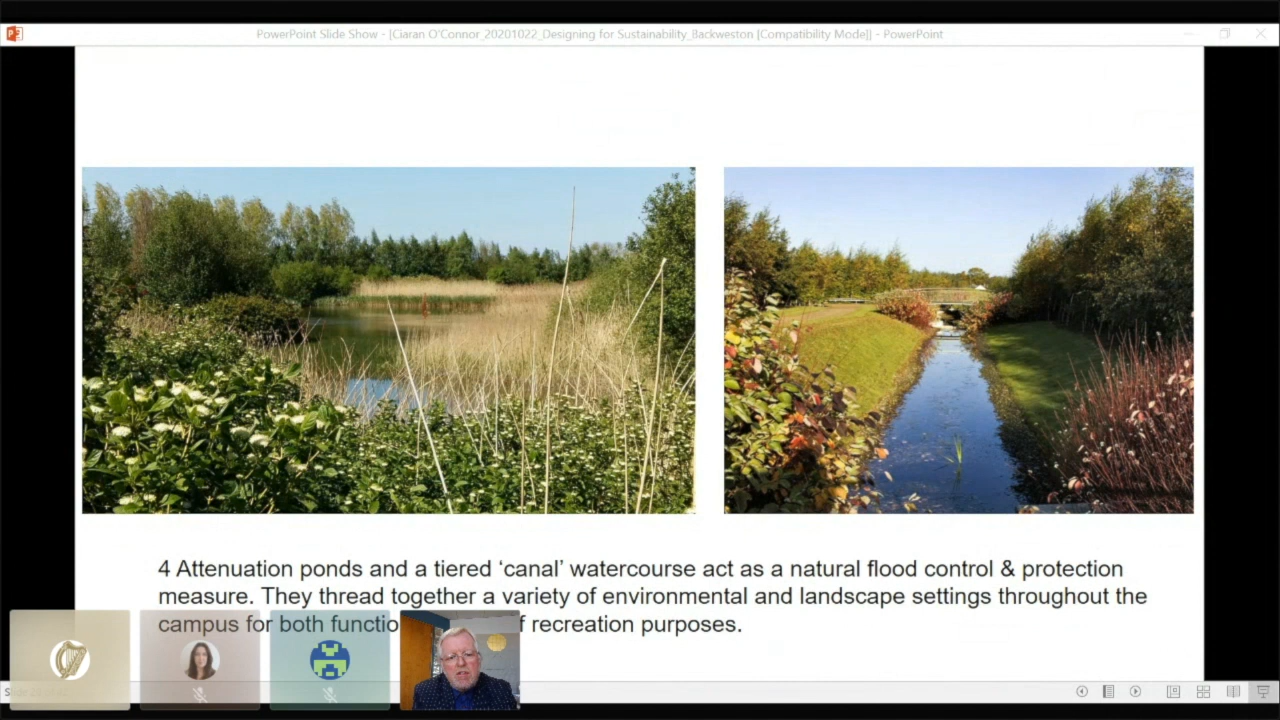 PowerPoint Slide Show - [Ciaran O'Connor_20201022_Designing for Sustainability_Backweston [Compatibility Mode]] - PowerPoint
4 Attenuation ponds and a tiered ‘canal’ watercourse act as a natural flood control & protection
measure. They thread together a variety of environmental and landscape settings throughout the
campus for both recreation purposes.